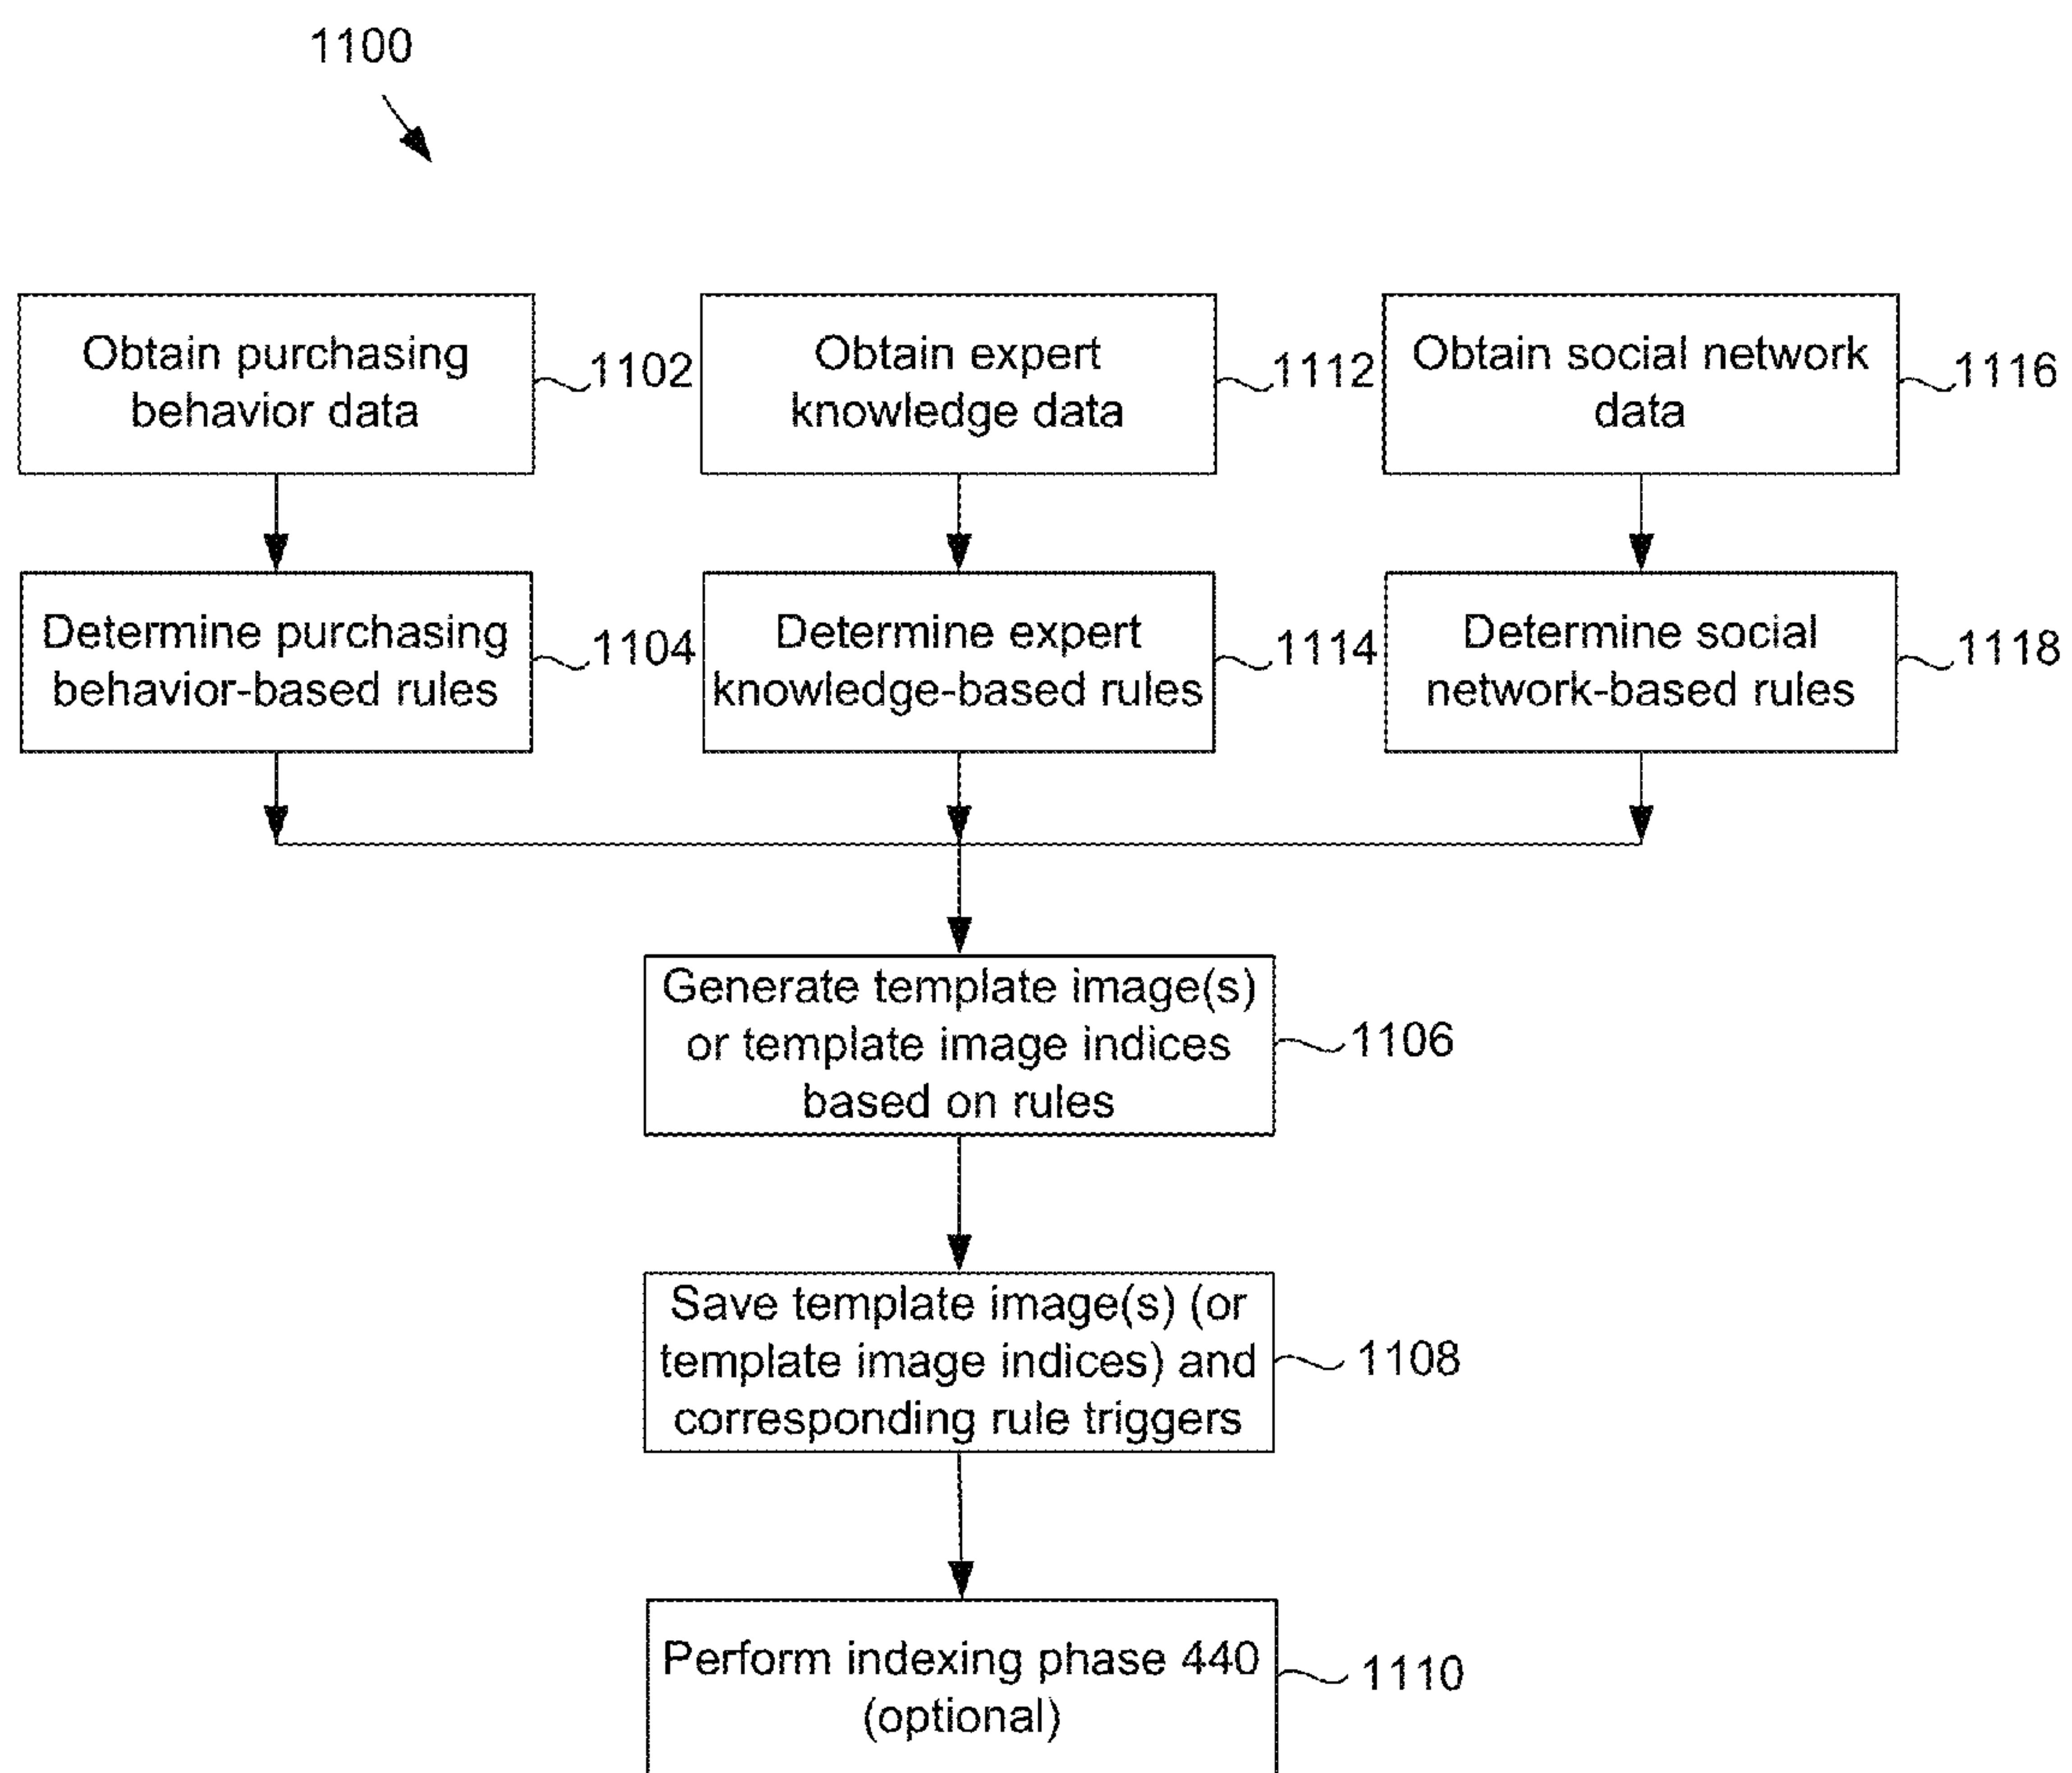 1100
Obtain purchasing
behavior data
1102
Obtain expert
knowledge data
1112
Obtain social network
data
1116
Determine purchasing
behavior-based rules
1104
Determine expert
knowledge-based rules
1114
Determine social
network-based rules
1118
Generate template image(s)
or template image indices
based on rules
1106
Save template image(s) (or
template image indices) and
corresponding rule triggers
1108
Perform indexing phase 440
(optional)
1110